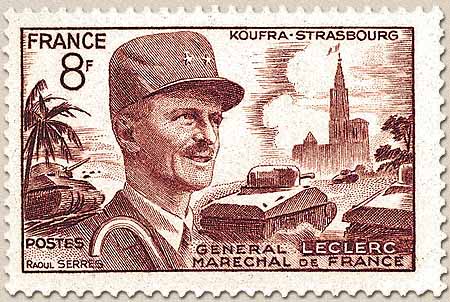 FRANCE
8F
KOUFRA-STRASBOURG
POSTES
RAOUL SERRES
GENERAL LECLERC
MARECHAL DE FRANCE